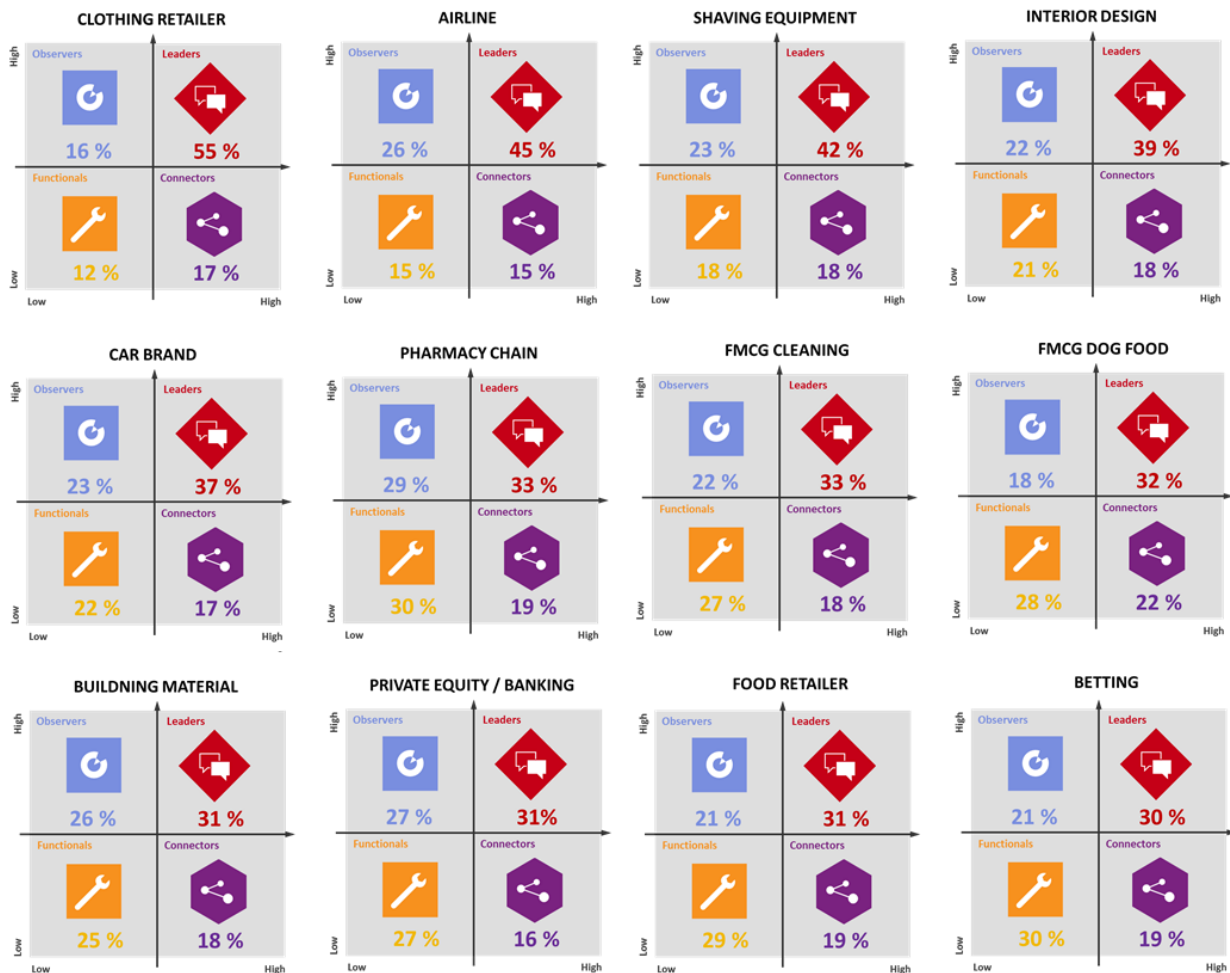 CLOTHING RETAILER
High
Observers
Leaders
16 %
55 %
Functionals
Connectors
12 %
17 %
Low
Low
High
AIRLINE
Observers
Leaders
26 %
45 %
Functionals
Connectors
15 %
15 %
Low
High
SHAVING EQUIPMENT
High
Observers
Leaders
23 %
42 %
Functionals
Connectors
18 %
18 %
Low
Low
High
INTERIOR DESIGN
High
Observers
Leaders
22 %
39 %
Functionals
Connectors
21 %
18 %
Low
Low
High
CAR BRAND
High
Observers
Leaders
23 %
37 %
Functionals
Connectors
22 %
17 %
Low
Low
High
PHARMACY CHAIN
High
Observers
Leaders
29 %
33 %
Functionals
Connectors
30 %
19 %
Low
Low
High
FMCG CLEANING
High
Observers
Leaders
22 %
33 %
Functionals
Connectors
27 %
18 %
Low
Low
High
FMCG DOG FOOD
High
Observers
Leaders
18 %
32 %
Functionals
Connectors
28 %
22 %
Low
Low
High
BUILDNING MATERIAL
High
Observers
Leaders
26 %
31 %
Functionals
Connectors
25 %
18 %
Low
Low
High
PRIVATE EQUITY / BANKING
High
Observers
Leaders
27 %
31%
Functionals
Connectors
27 %
16 %
Low
Low
High
FOOD RETAILER
High
Observers
Leaders
21 %
31 %
Functionals
Connectors
29 %
19 %
Low
Low
High
BETTING
High
Observers
Leaders
21 %
30 %
Functionals
Connectors
30 %
19 %
Low
Low
High